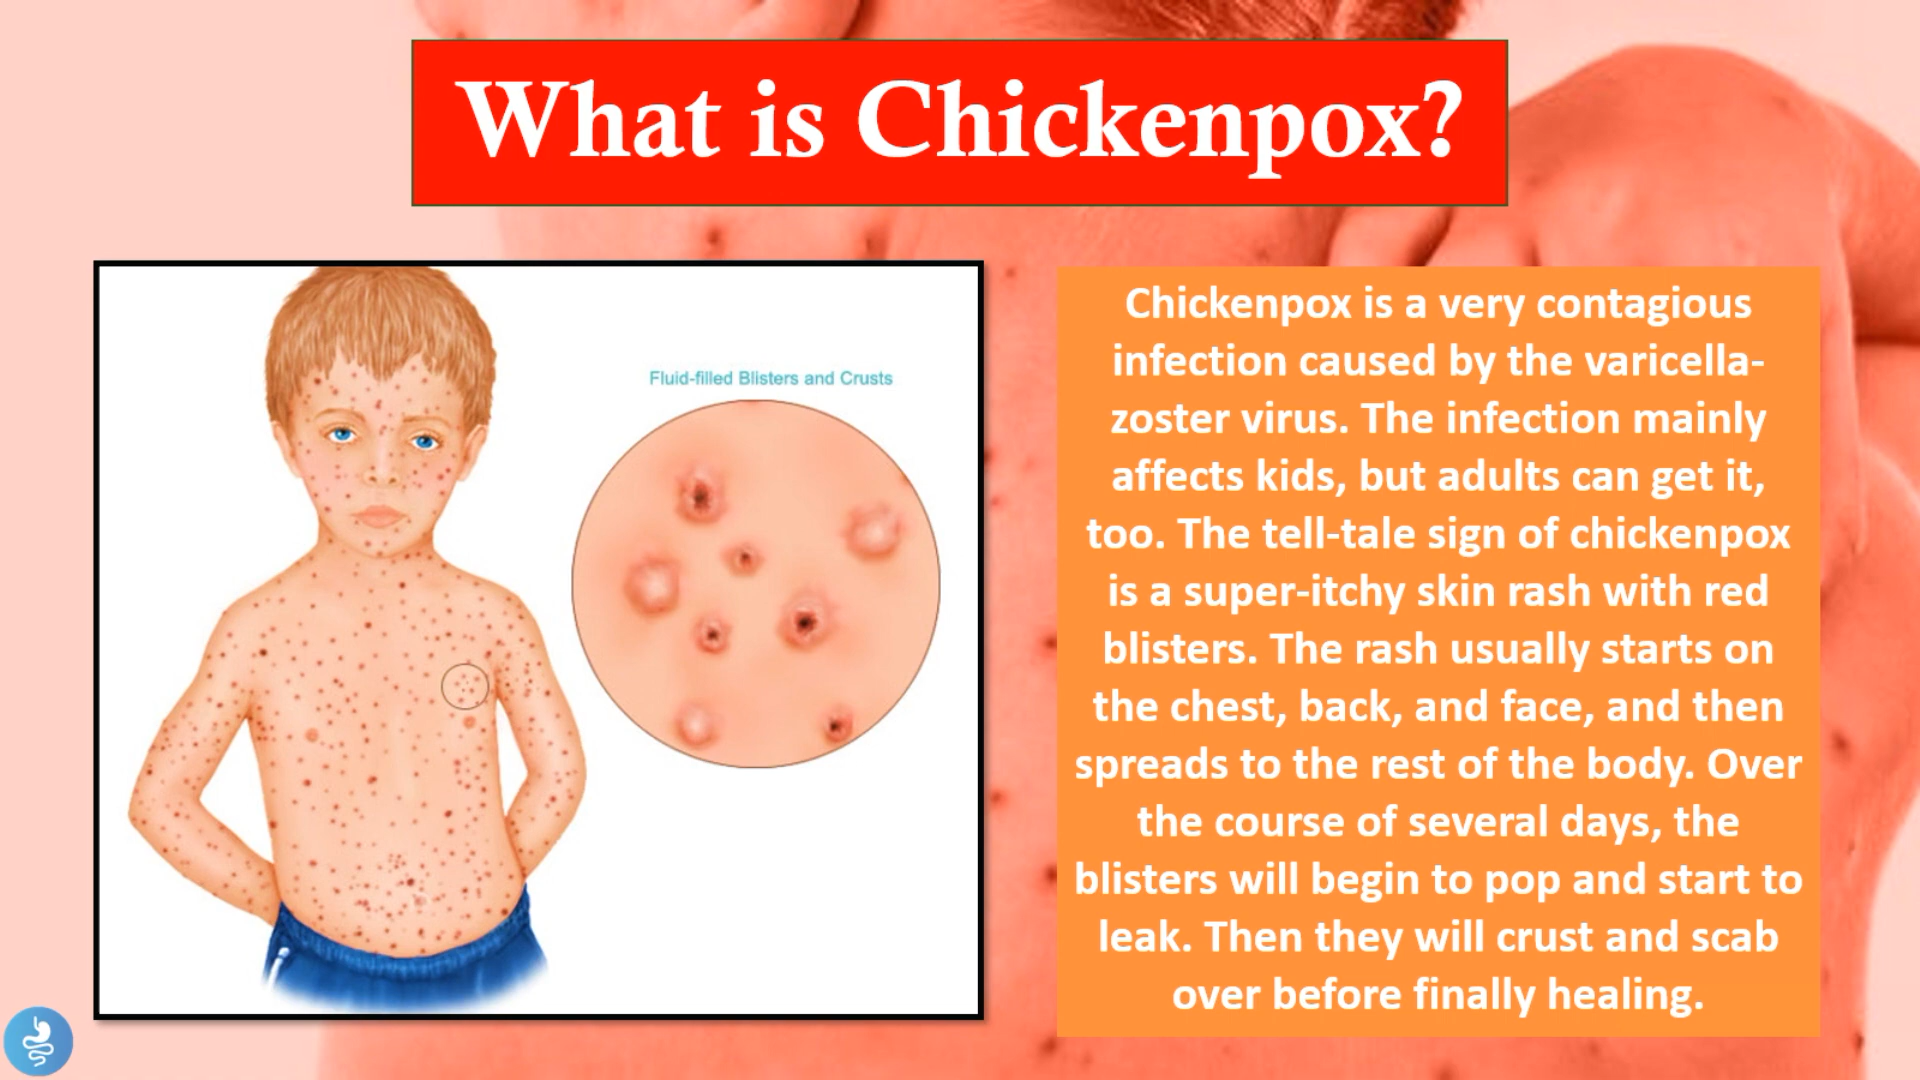 What is Chickenpox?
Fluid-filled Blisters and Crusts
Chickenpox is a very contagious
infection caused by the varicella-
zoster virus. The infection mainly
affects kids, but adults can get it,
too. The tell-tale sign of chickenpox
is a super-itchy skin rash with red
blisters. The rash usually starts on
the chest, back, and face, and then
spreads to the rest of the body. Over
the course of several days, the
blisters will begin to pop and start to
leak. Then they will crust and scab
over before finally healing.